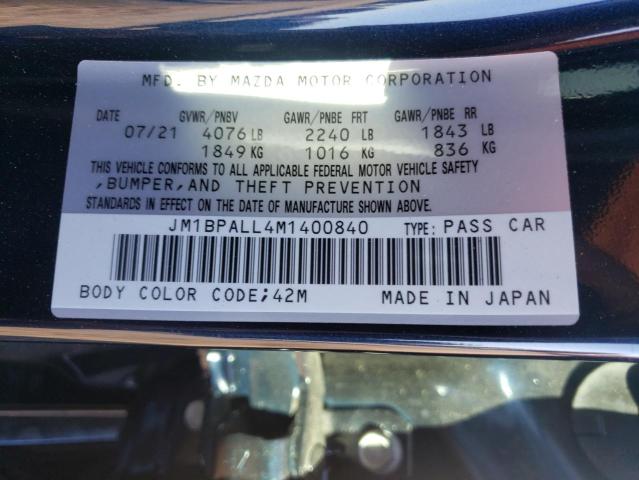 MFD. BY MAZDA MOTOR CORPORATION
DATE GVWR/PNBV GAWR/PNBE FRT GAWR/PNBE RR
07/21 4076 LB 2240 LB 1843 LB
1849 KG 1016 KG 836 KG
THIS VEHICLE CONFORMS TO ALL APPLICABLE FEDERAL MOTOR VEHICLE SAFETY
,BUMPER,AND THEFT PREVENTION
STANDARDS IN EFFECT ON THE DATE OF MANUFACTURE SHOWN ABOVE.
JM1BPALL4M1400840 TYPE: PASS CAR
BODY COLOR CODE;42M MADE IN JAPAN